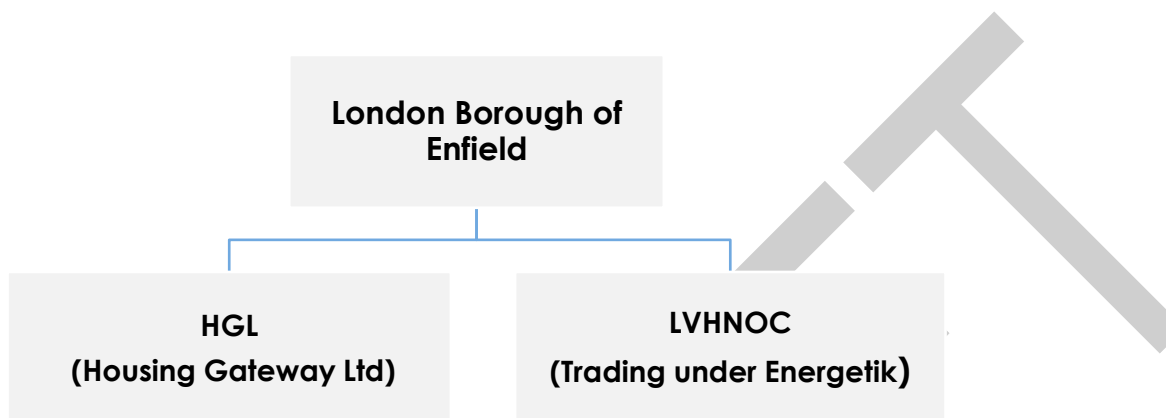 London Borough of
Enfield
HGL
(Housing Gateway Ltd)
LVHNOC
(Trading under Energetik)